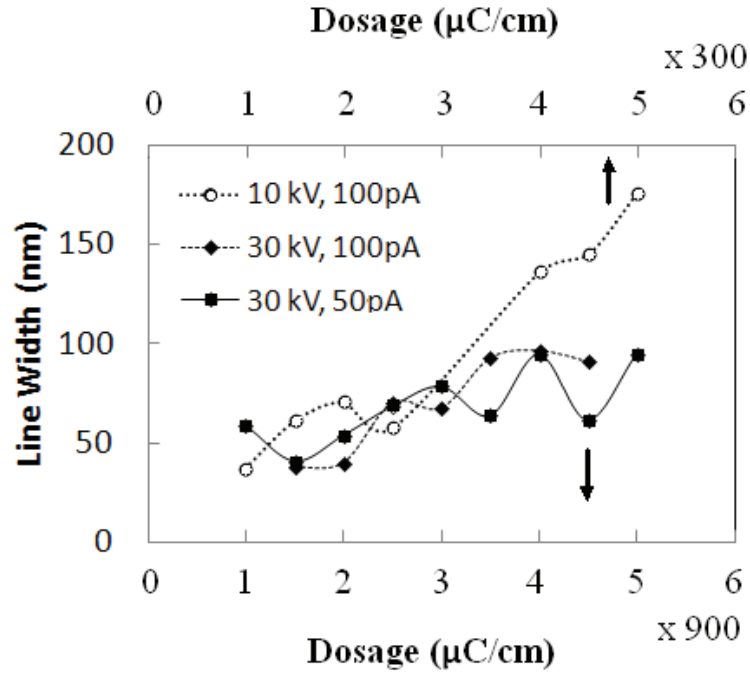 Dosage (μC/cm)
x 300
0 1 2 3 4 5 6
200
150
100
50
0
Line Width (nm)
10 kV, 100pA
30 kV, 100pA
30 kV, 50pA
0 1 2 3 4 5 6
x 900
Dosage (μC/cm)